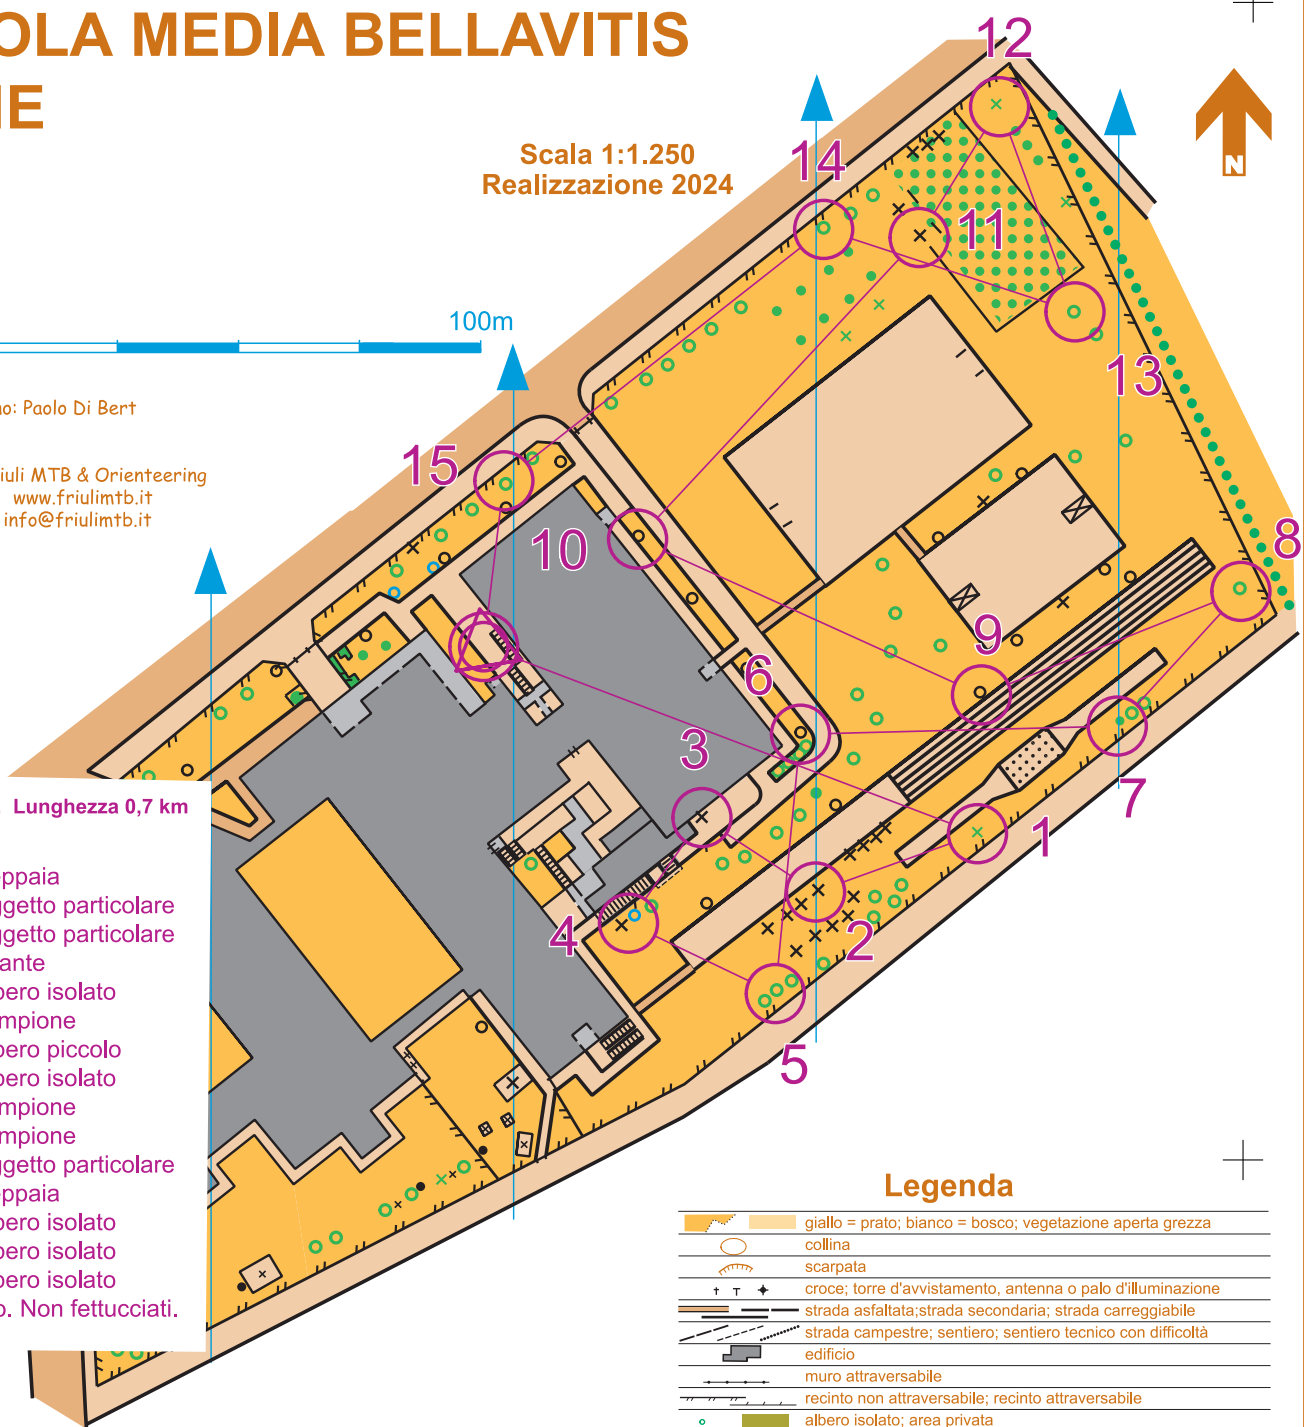 OLA MEDIA BELLAVITIS
NE
Scala 1:1.250
Realizzazione 2024
100m
no: Paolo Di Bert
iuli MTB & Orienteering
www.friulimtb.it
info@friulimtb.it
N
12
14
11
13
15
10
8
9
6
3
7
1
4
2
5
Lunghezza 0,7 km
eppaia
ggetto particolare
ggetto particolare
ante
bero isolato
mpione
bero piccolo
bero isolato
mpione
mpione
ggetto particolare
eppaia
bero isolato
bero isolato
bero isolato
o. Non fettucciati.
Legenda
giallo = prato; bianco = bosco; vegetazione aperta grezza
collina
scarpata
croce; torre d'avvistamento, antenna o palo d'illuminazione
strada asfaltata;strada secondaria; strada carreggiabile
strada campestre; sentiero; sentiero tecnico con difficoltà
edificio
muro attraversabile
recinto non attraversabile; recinto attraversabile
albero isolato; area privata